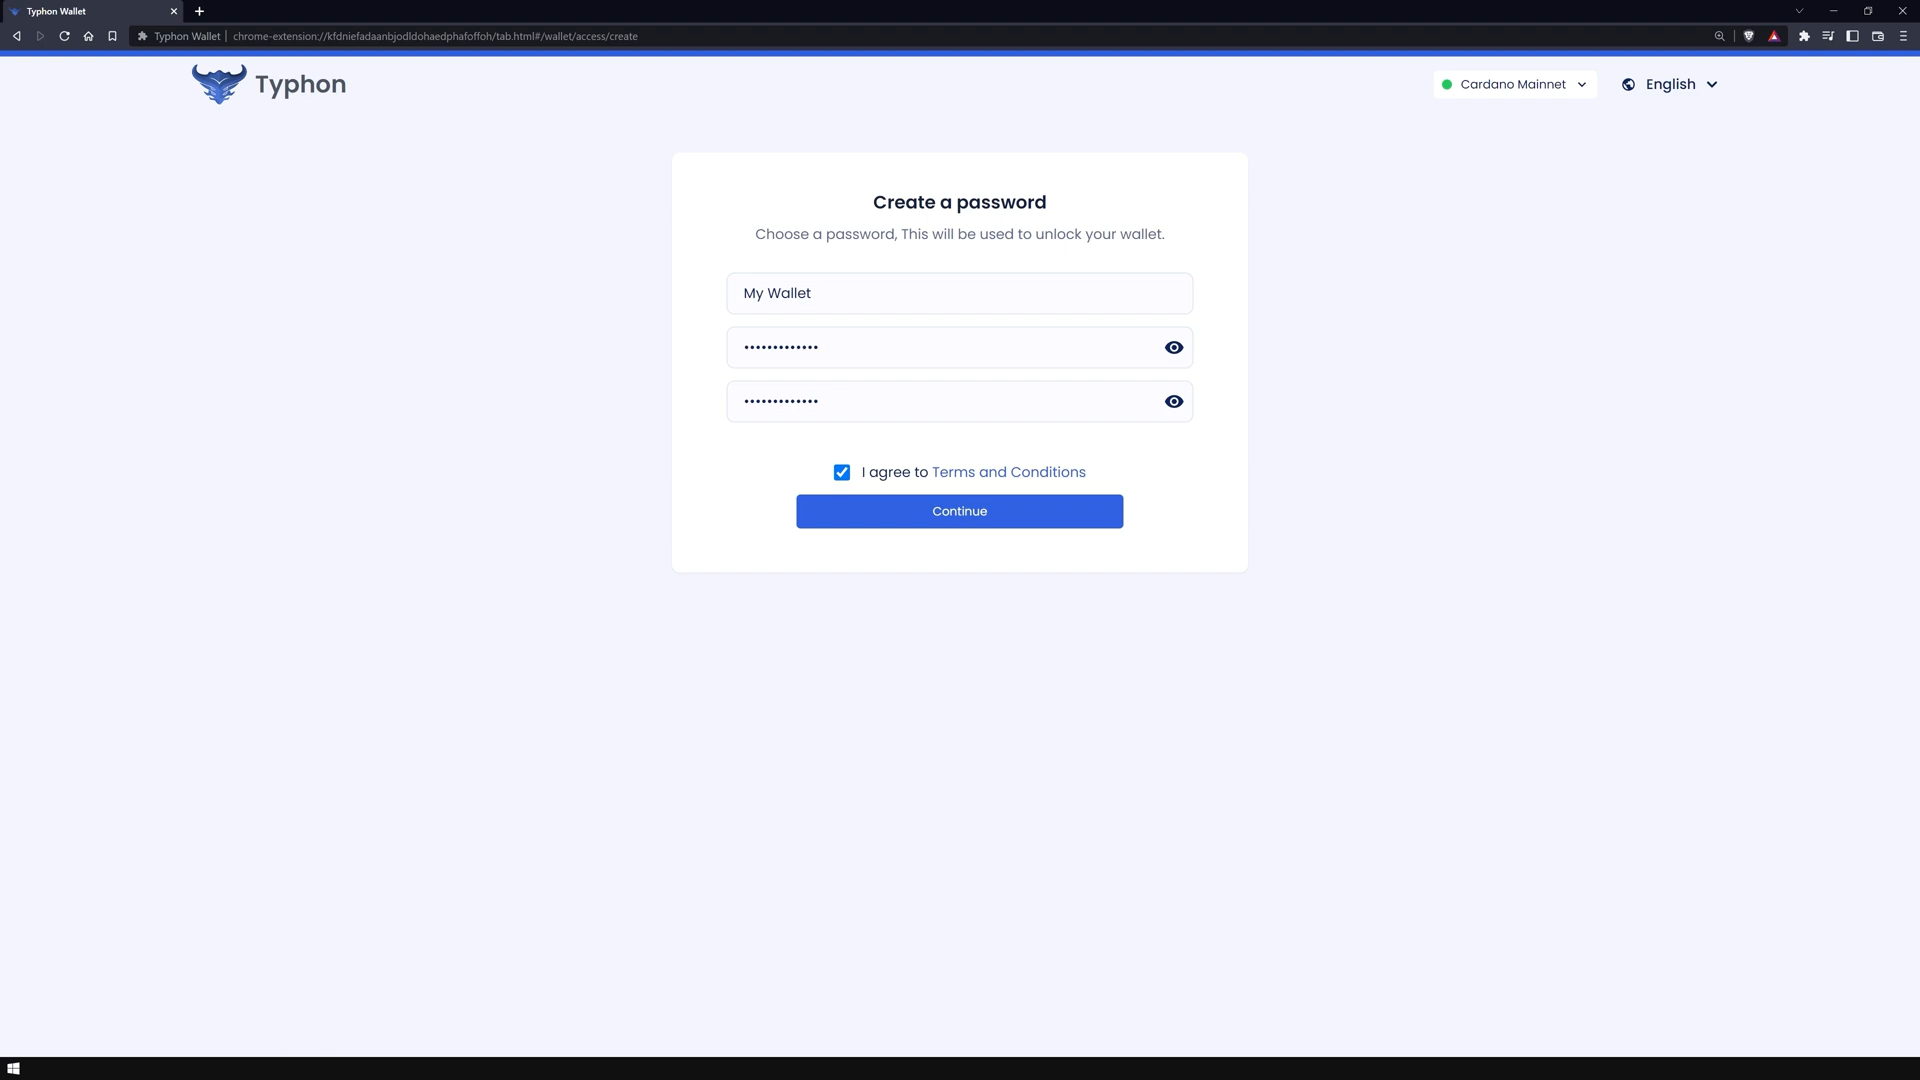 Typhon Wallet
Typhon Wallet | chrome-extension://kfdniefadaanbjodldohaedphafoffoh/tab.html#/wallet/access/create
Typhon
Cardano Mainnet
English
Create a password
Choose a password, This will be used to unlock your wallet.
My Wallet
•••••••••••••
•••••••••••••
I agree to Terms and Conditions
Continue